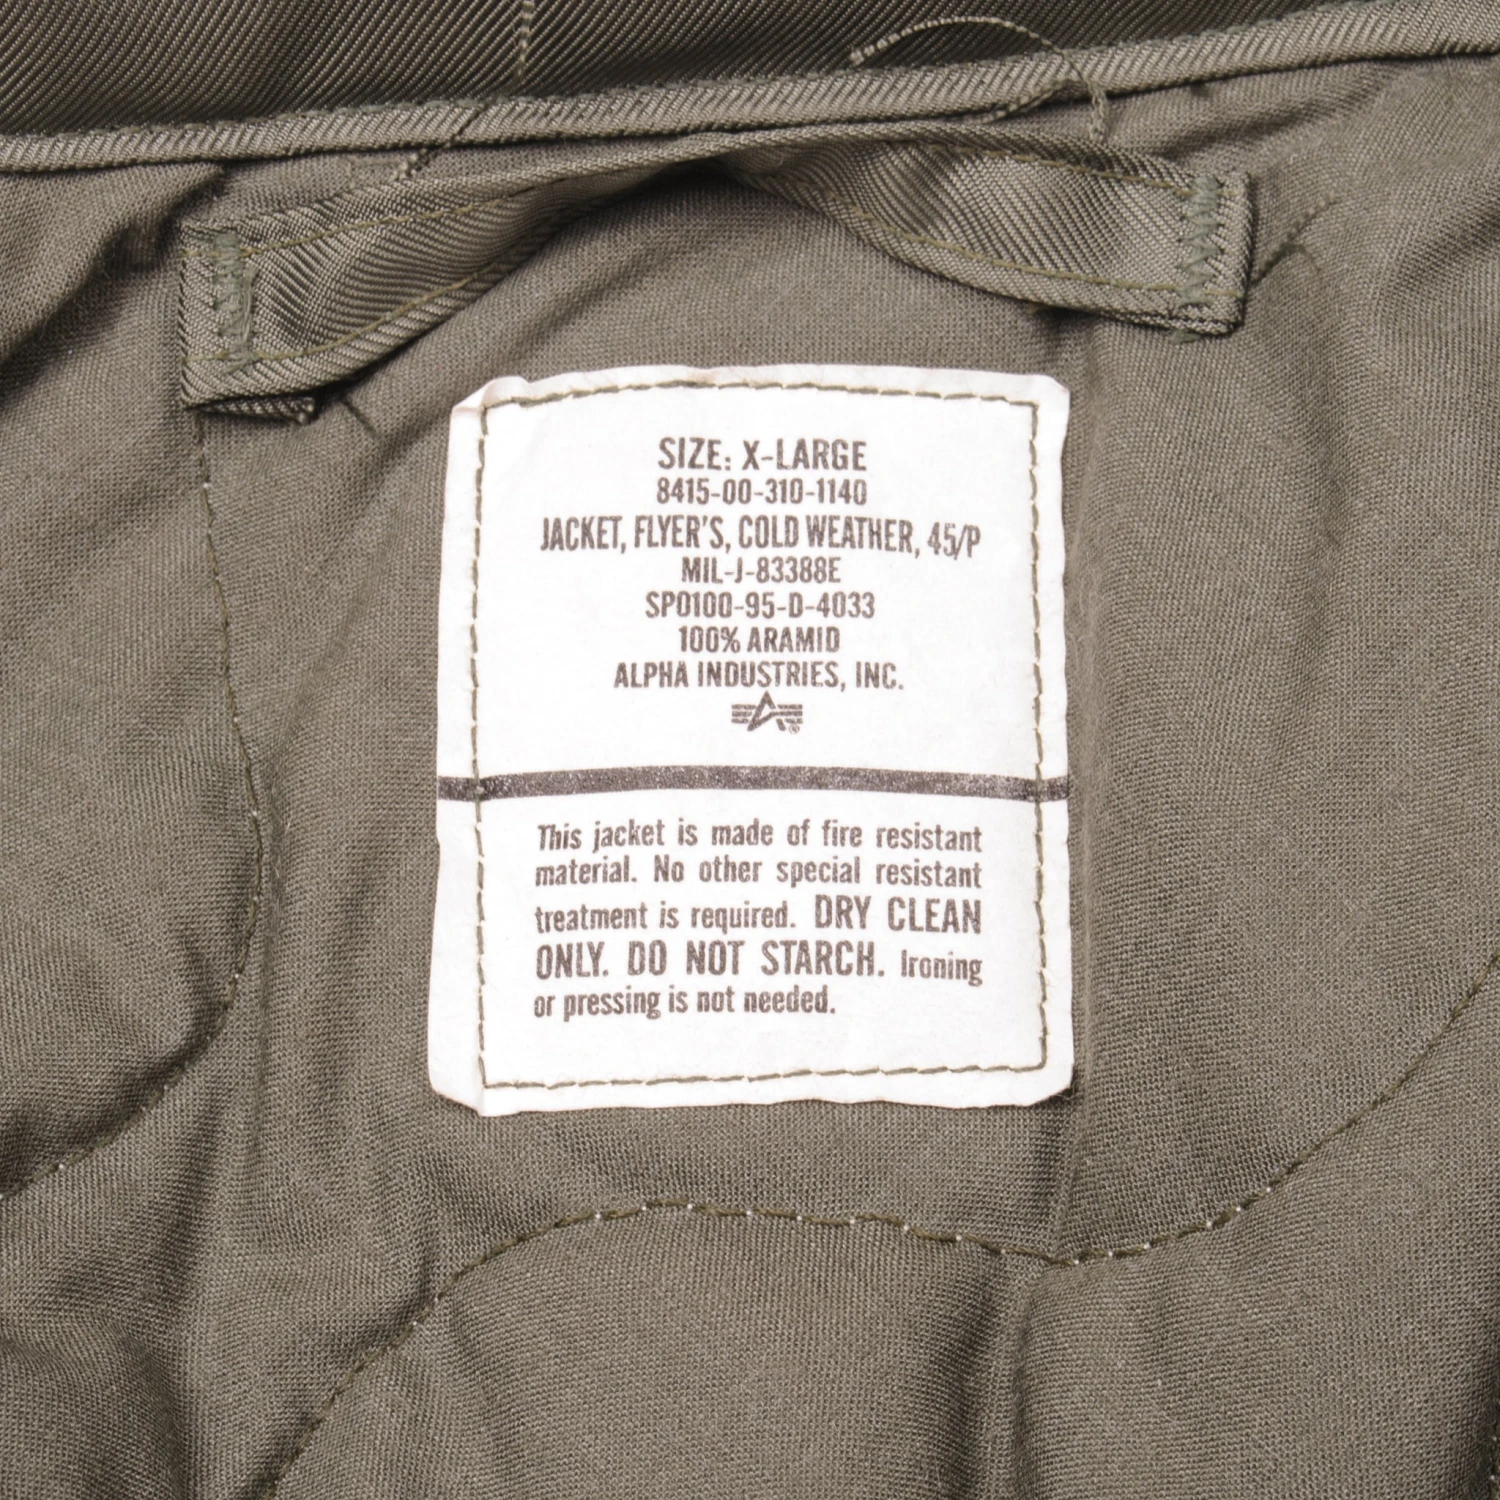 SIZE: X-LARGE
8415-00-310-1140
JACKET, FLYER'S, COLD WEATHER, 45/P
MIL-J-83388E
SPO100-95-D-4033
100% ARAMID
ALPHA INDUSTRIES, INC.
®
This jacket is made of fire resistant
material. No other special resistant
treatment is required. DRY CLEAN
ONLY. DO NOT STARCH. Ironing
or pressing is not needed.